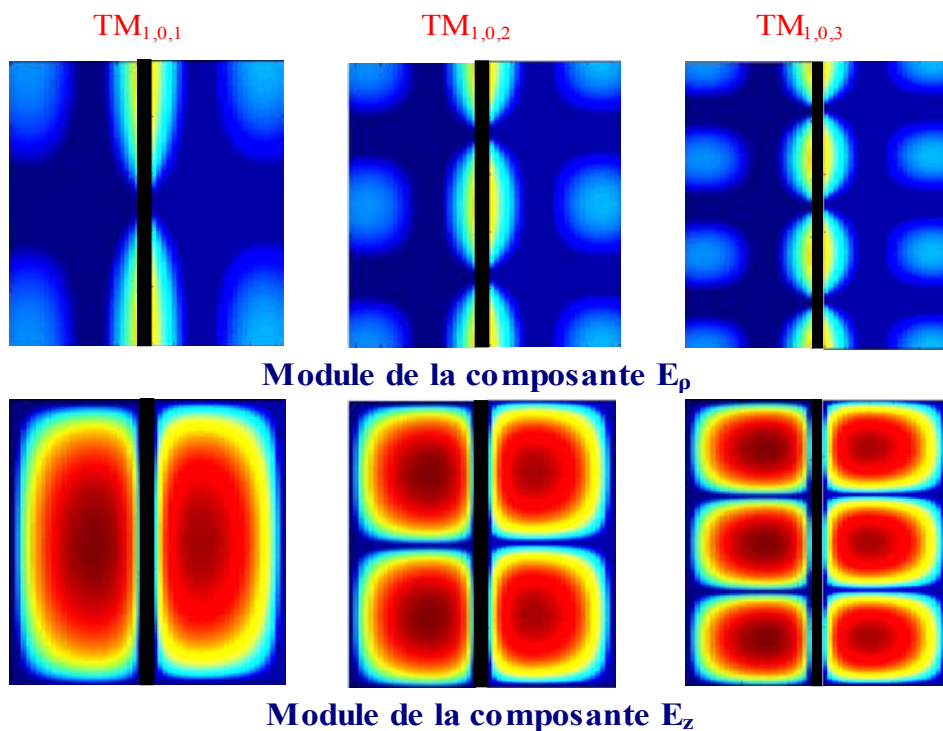 TM1,0,1 TM1,0,2 TM1,0,3
Module de la composante Eρ
Module de la composante Ez